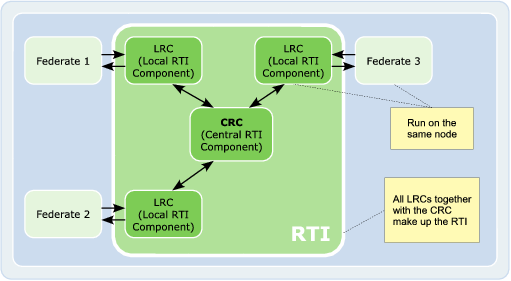 Federate 1
LRC
(Local RTI
Component)
LRC
(Local RTI
Component)
Federate 3
CRC
(Central RTI
Component)
Run on the
same node
Federate 2
LRC
(Local RTI
Component)
RTI
All LRCs together
with the CRC
make up the RTI